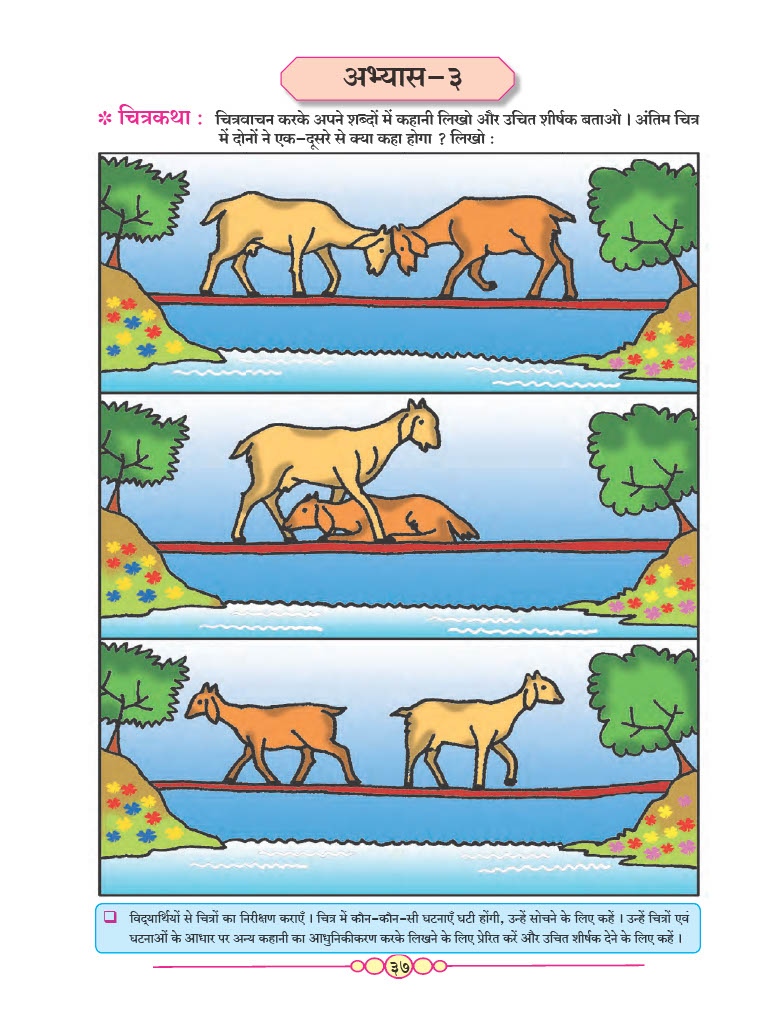 अभ्यास-३
* चित्रकथा : चित्रवाचन करके अपने शब्दों में कहानी लिखो और उचित शीर्षक बताओ । अंतिम चित्र
में दोनों ने एक-दूसरे से क्या कहा होगा ? लिखो :
❑ विद्‌यार्थियों से चित्रों का निरीक्षण कराएँ । चित्र में कौन-कौन-सी घटनाएँ घटी होंगी, उन्हें सोचने के लिए कहें । उन्हें चित्रों एवं
घटनाओं के आधार पर अन्य कहानी का आधुनिकीकरण करके लिखने के लिए प्रेरित करें और उचित शीर्षक देने के लिए कहें ।
३७